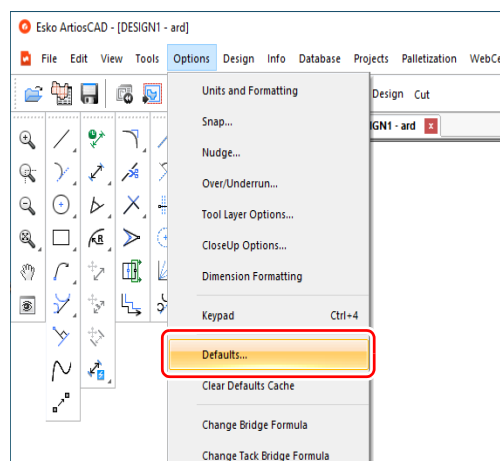 Esko ArtiosCAD - [DESIGN1 - ard]
File Edit View Tools Options Design Info Database Projects Palletization
Units and Formatting
Design Cut
Snap...
IGN1 - ard x
Nudge...
Over/Underrun...
Tool Layer Options...
CloseUp Options...
Dimension Formatting
Keypad Ctrl+4
Defaults...
Clear Defaults Cache
Change Bridge Formula
Change Tack Bridge Formula